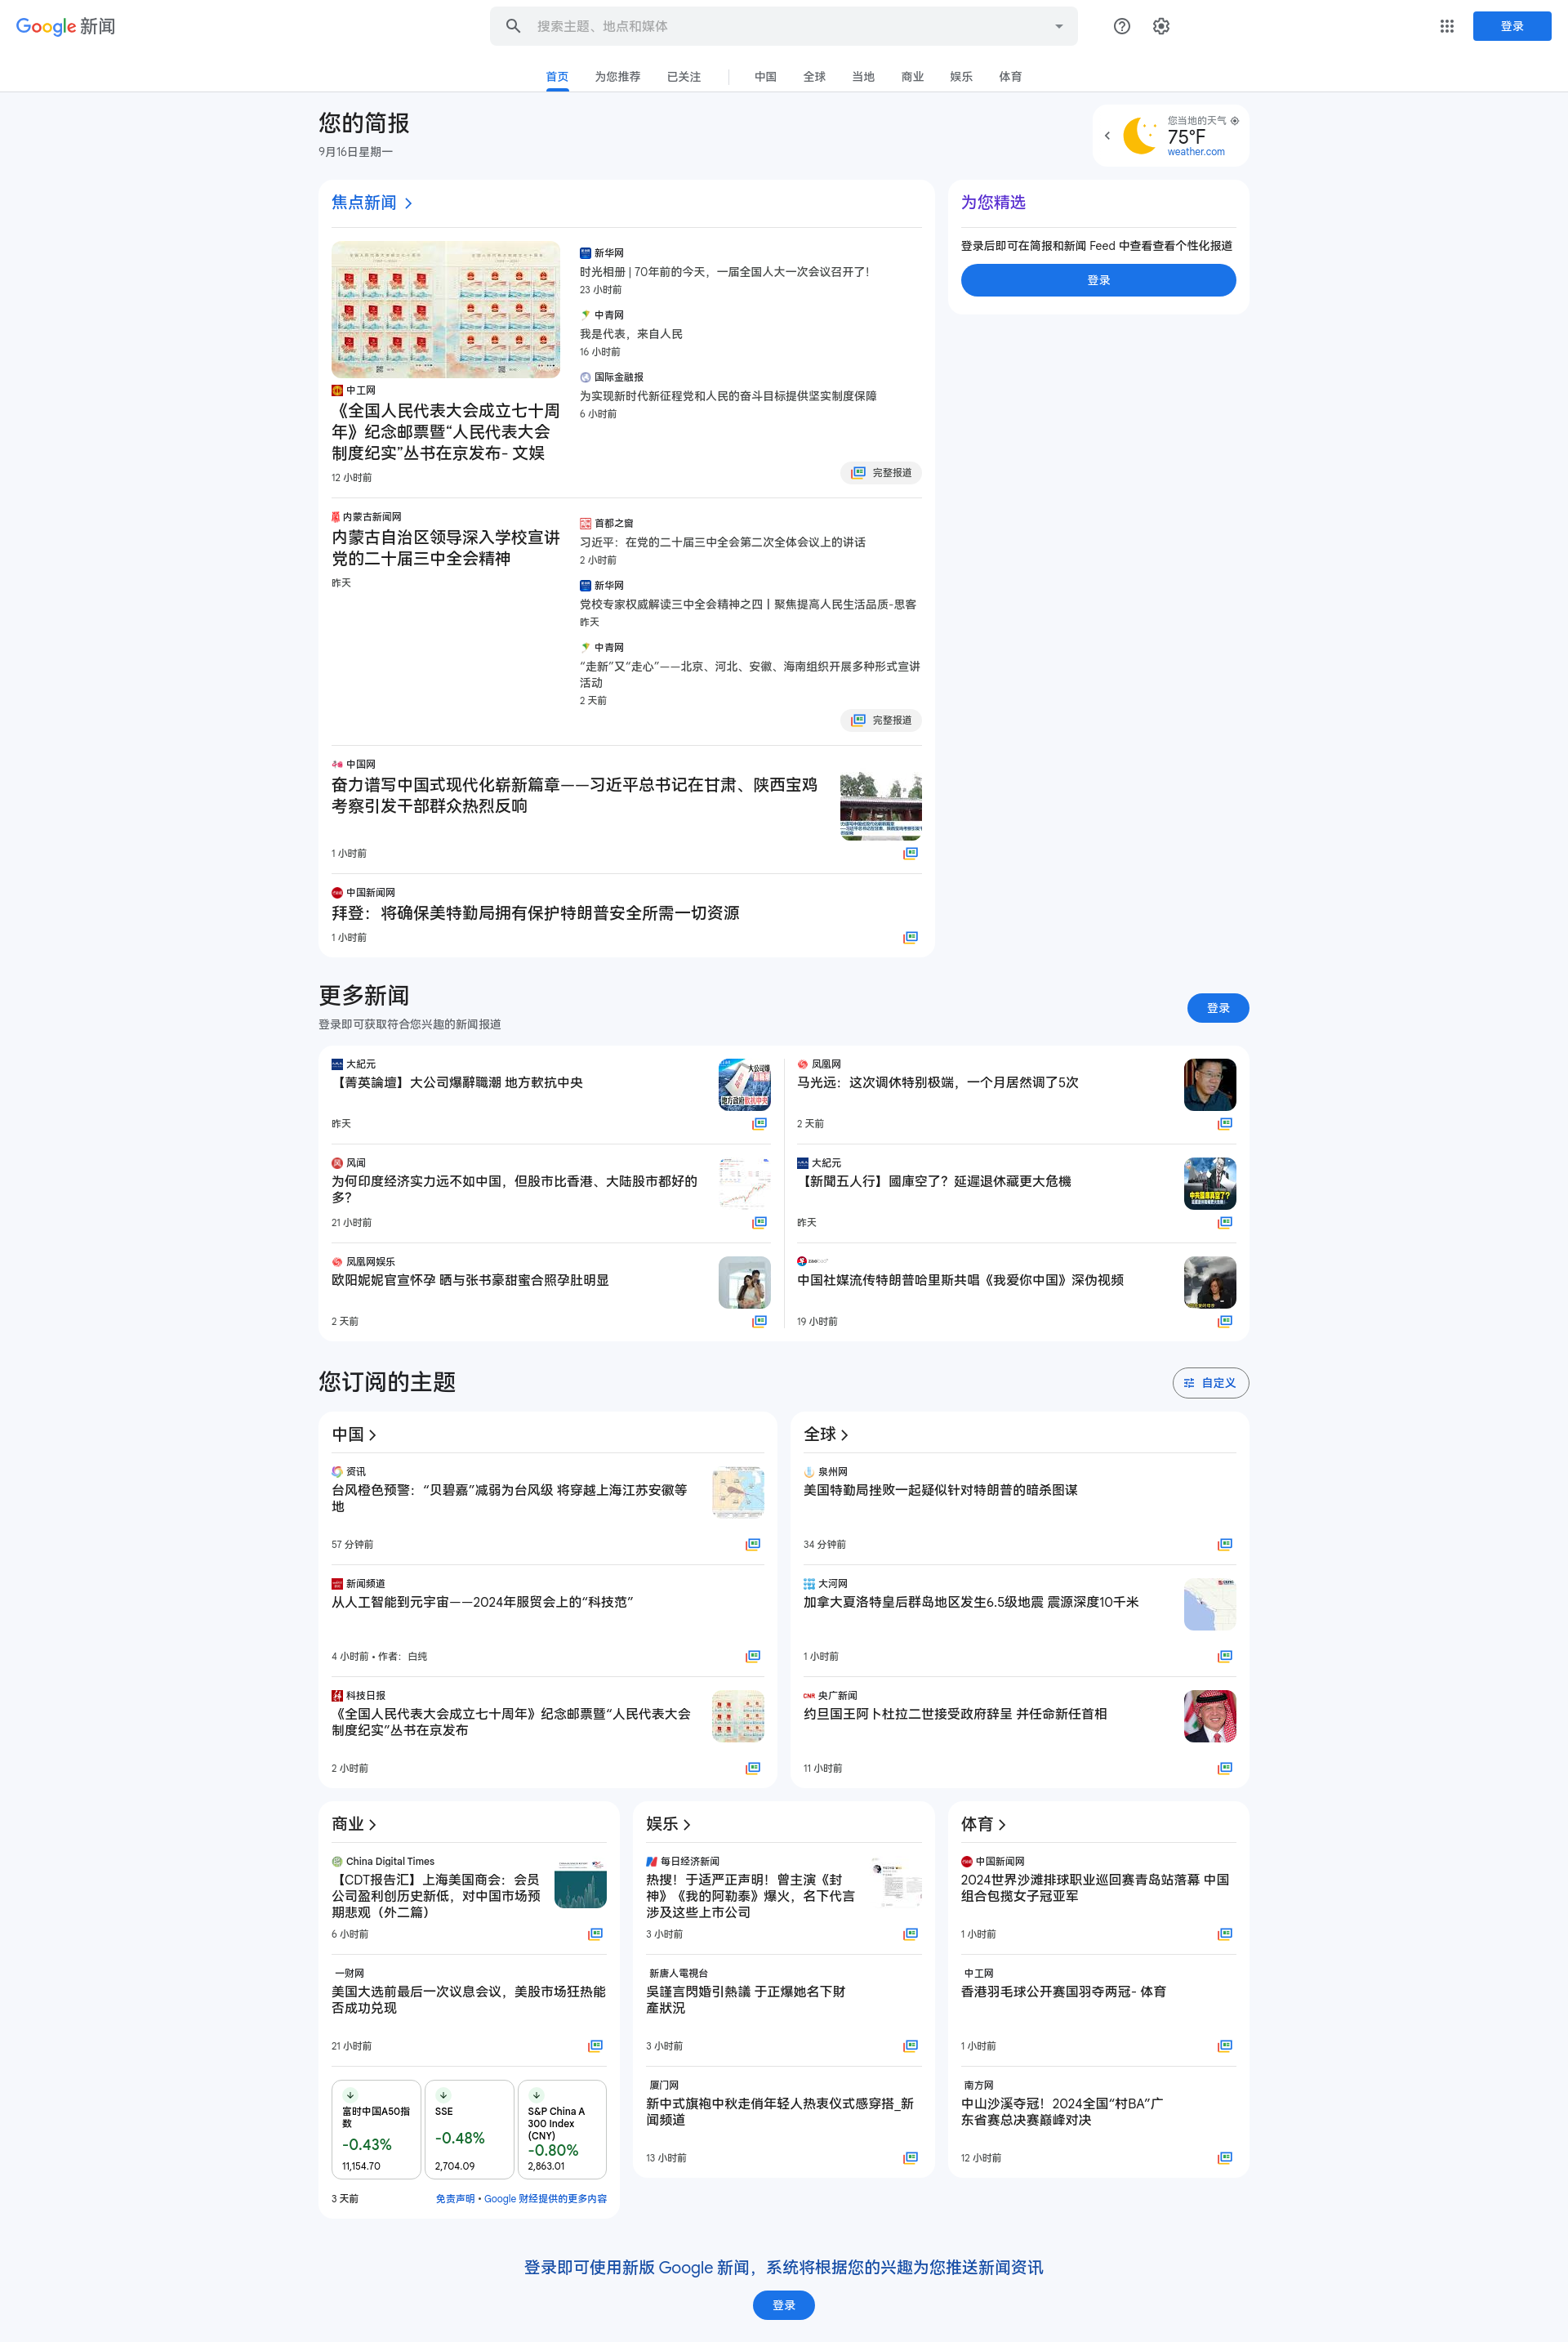 Google 新闻
搜索主题、地点和媒体
登录
首页
为您推荐
已关注
中国
全球
当地
商业
娱乐
体育
您的简报
9月16日星期一
您当地的天气
75°F
weather.com
焦点新闻
中工网
《全国人民代表大会成立七十周
年》纪念邮票暨“人民代表大会
制度纪实”丛书在京发布- 文娱
12 小时前
新华网
时光相册 | 70年前的今天，一届全国人大一次会议召开了！
23 小时前
中青网
我是代表，来自人民
16 小时前
国际金融报
为实现新时代新征程党和人民的奋斗目标提供坚实制度保障
6 小时前
完整报道
内蒙古新闻网
内蒙古自治区领导深入学校宣讲
党的二十届三中全会精神
昨天
首都之窗
习近平：在党的二十届三中全会第二次全体会议上的讲话
2 小时前
新华网
党校专家权威解读三中全会精神之四丨聚焦提高人民生活品质-思客
昨天
中青网
“走新”又“走心”——北京、河北、安徽、海南组织开展多种形式宣讲
活动
2 天前
完整报道
中国网
奋力谱写中国式现代化崭新篇章——习近平总书记在甘肃、陕西宝鸡
考察引发干部群众热烈反响
1 小时前
中国新闻网
拜登：将确保美特勤局拥有保护特朗普安全所需一切资源
1 小时前
为您精选
登录后即可在简报和新闻 Feed 中查看查看个性化报道
登录
更多新闻
登录即可获取符合您兴趣的新闻报道
登录
大紀元
【菁英論壇】大公司爆辭職潮 地方軟抗中央
昨天
凤凰网
马光远：这次调休特别极端，一个月居然调了5次
2 天前
风闻
为何印度经济实力远不如中国，但股市比香港、大陆股市都好的
多？
21 小时前
大紀元
【新聞五人行】國庫空了？延遲退休藏更大危機
昨天
凤凰网娱乐
欧阳妮妮官宣怀孕 晒与张书豪甜蜜合照孕肚明显
2 天前
中国社媒流传特朗普哈里斯共唱《我爱你中国》深伪视频
19 小时前
您订阅的主题
自定义
中国
资讯
台风橙色预警：“贝碧嘉”减弱为台风级 将穿越上海江苏安徽等
地
57 分钟前
新闻频道
从人工智能到元宇宙——2024年服贸会上的“科技范”
4 小时前 • 作者：白纯
科技日报
《全国人民代表大会成立七十周年》纪念邮票暨“人民代表大会
制度纪实”丛书在京发布
2 小时前
全球
泉州网
美国特勤局挫败一起疑似针对特朗普的暗杀图谋
34 分钟前
大河网
加拿大夏洛特皇后群岛地区发生6.5级地震 震源深度10千米
1 小时前
央广新闻
约旦国王阿卜杜拉二世接受政府辞呈 并任命新任首相
11 小时前
商业
China Digital Times
【CDT报告汇】上海美国商会：会员
公司盈利创历史新低，对中国市场预
期悲观（外二篇）
6 小时前
一财网
美国大选前最后一次议息会议，美股市场狂热能
否成功兑现
21 小时前
富时中国A50指
数
-0.43%
11,154.70
SSE
-0.48%
2,704.09
S&P China A
300 Index
(CNY)
-0.80%
2,863.01
3 天前
免责声明 • Google 财经提供的更多内容
娱乐
每日经济新闻
热搜！于适严正声明！曾主演《封
神》《我的阿勒泰》爆火，名下代言
涉及这些上市公司
3 小时前
新唐人電視台
吳謹言閃婚引熱議 于正爆她名下財
產狀況
3 小时前
厦门网
新中式旗袍中秋走俏年轻人热衷仪式感穿搭_新
闻频道
13 小时前
体育
中国新闻网
2024世界沙滩排球职业巡回赛青岛站落幕 中国
组合包揽女子冠亚军
1 小时前
中工网
香港羽毛球公开赛国羽夺两冠- 体育
1 小时前
南方网
中山沙溪夺冠！2024全国“村BA”广
东省赛总决赛巅峰对决
12 小时前
登录即可使用新版 Google 新闻，系统将根据您的兴趣为您推送新闻资讯
登录